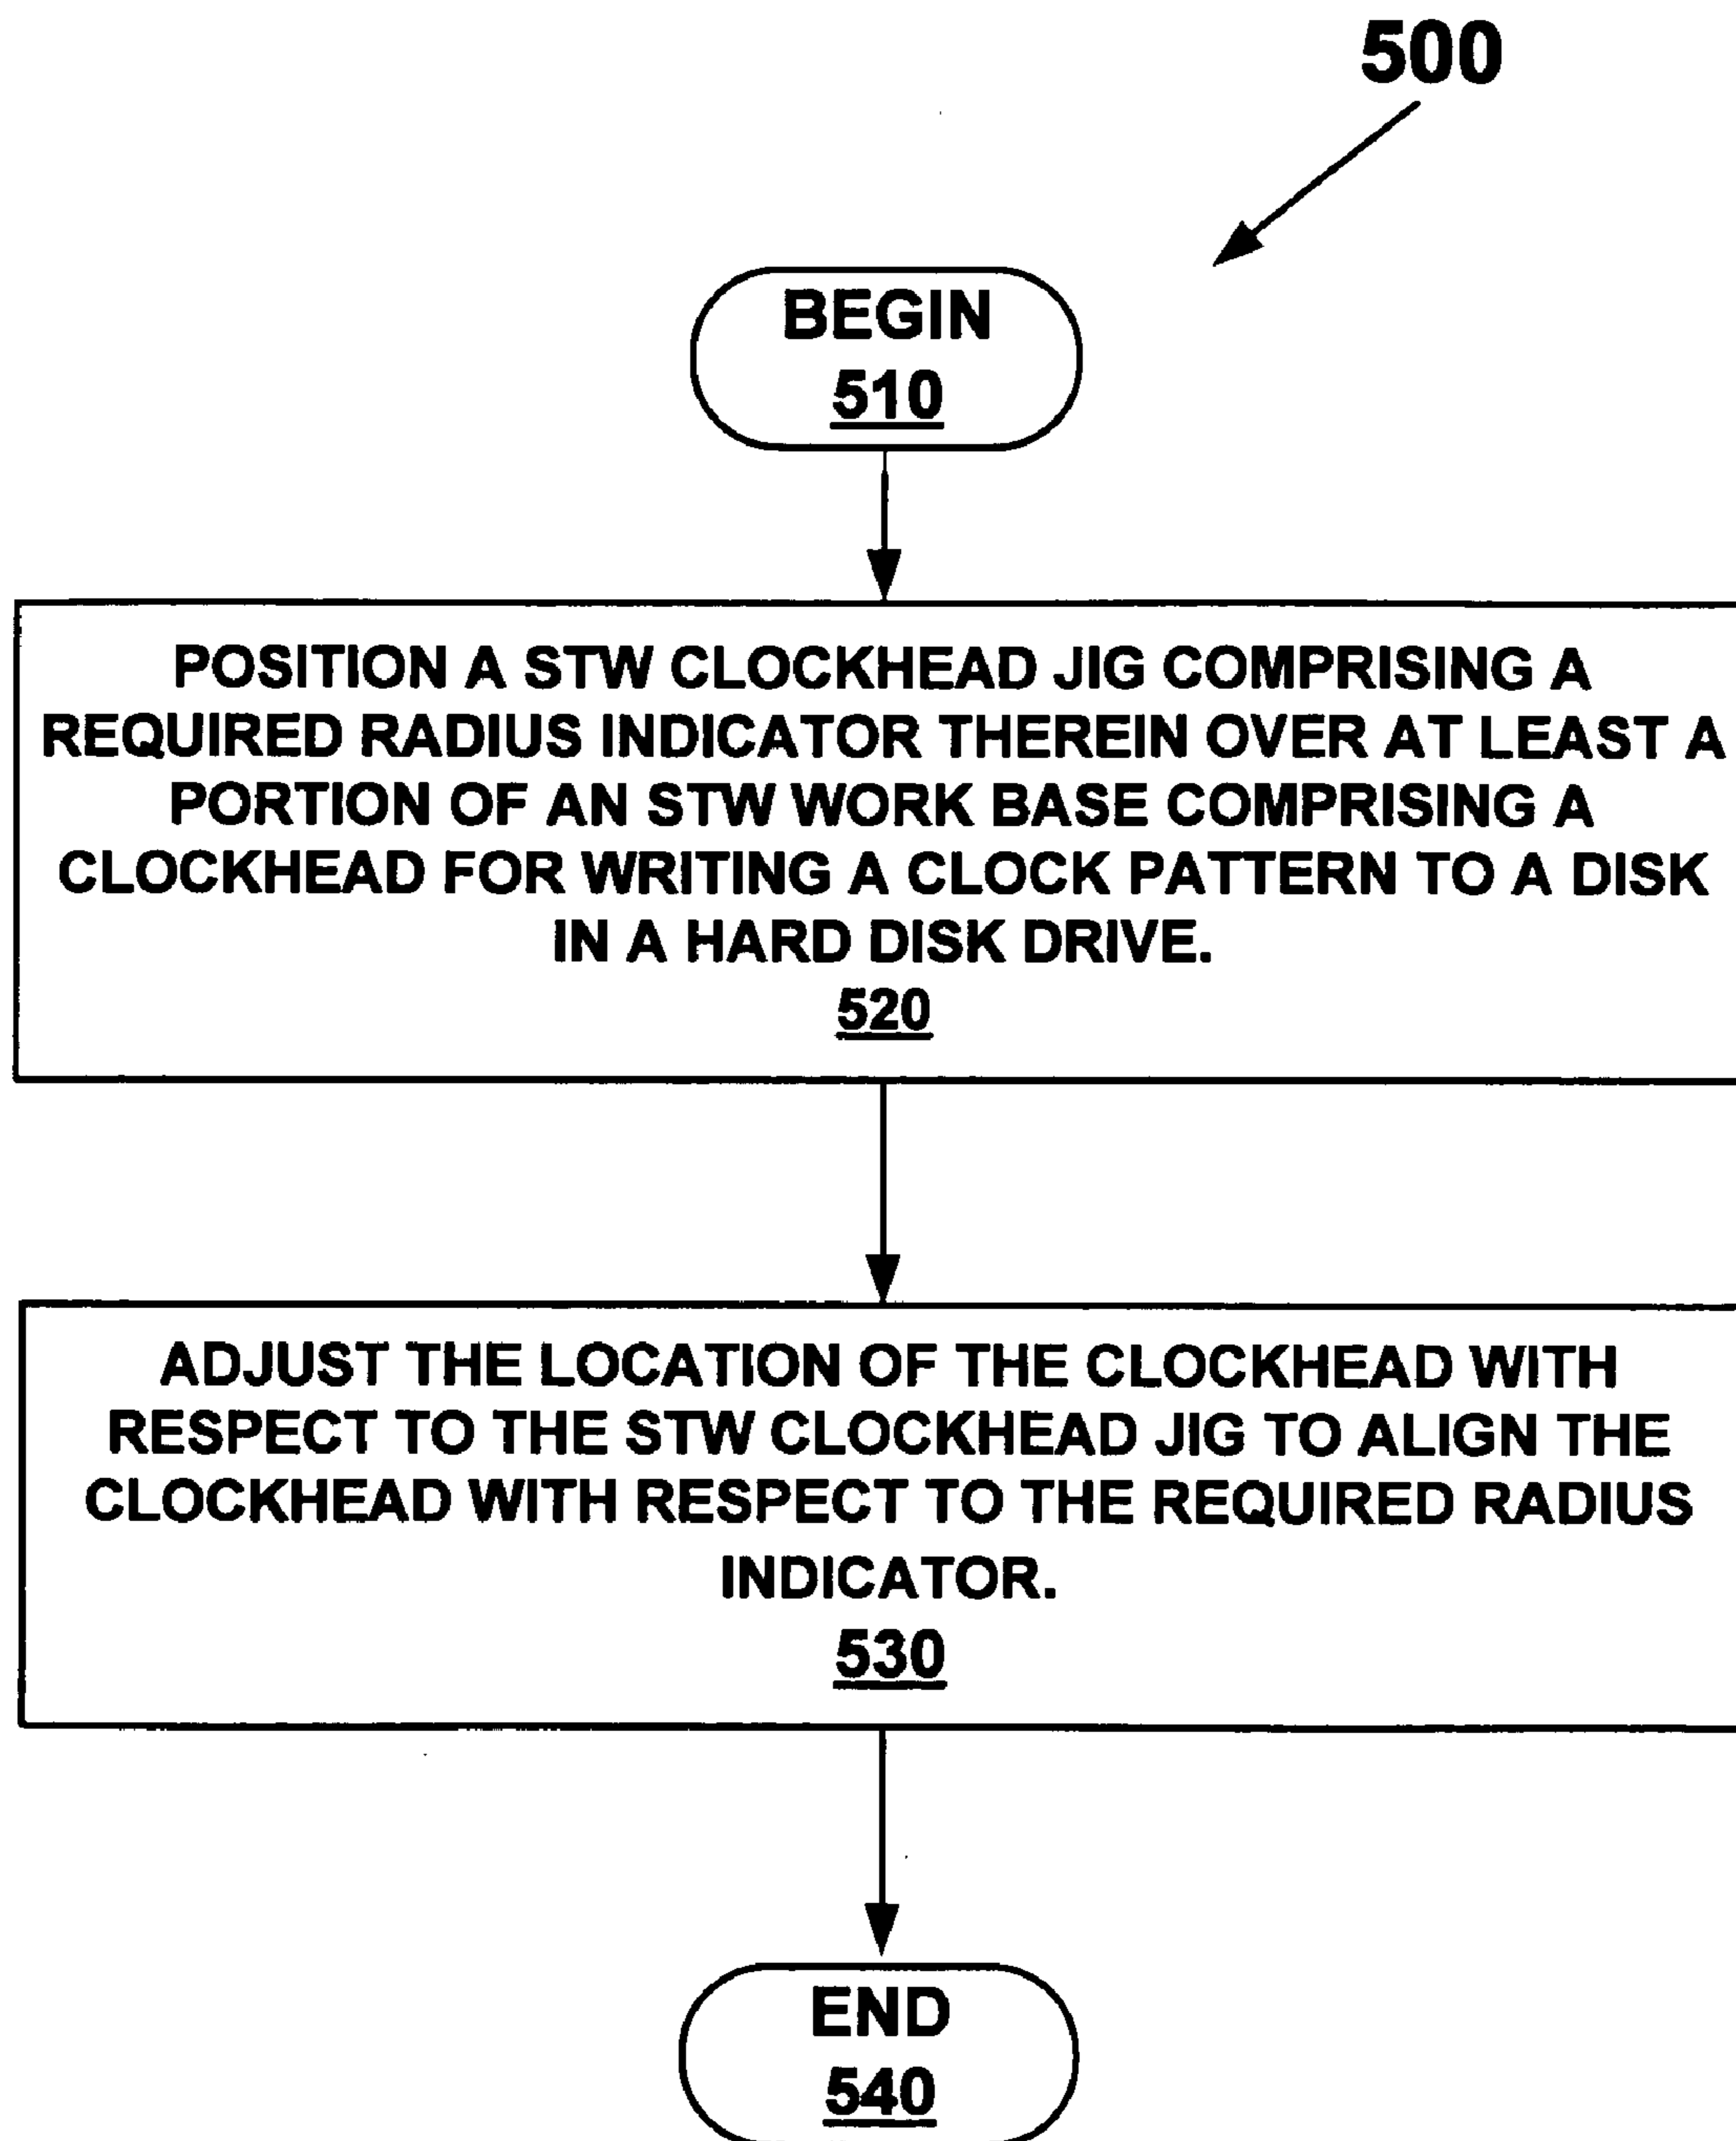 500
BEGIN
510
POSITION A STW CLOCKHEAD JIG COMPRISING A
REQUIRED RADIUS INDICATOR THEREIN OVER AT LEAST A
PORTION OF AN STW WORK BASE COMPRISING A
CLOCKHEAD FOR WRITING A CLOCK PATTERN TO A DISK
IN A HARD DISK DRIVE.
520
ADJUST THE LOCATION OF THE CLOCKHEAD WITH
RESPECT TO THE STW CLOCKHEAD JIG TO ALIGN THE
CLOCKHEAD WITH RESPECT TO THE REQUIRED RADIUS
INDICATOR.
530
END
540